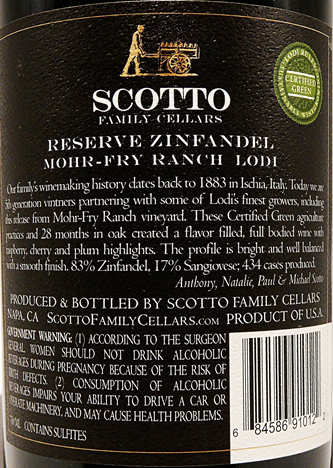 SCOTTO
FAMILY·CELLARS
RESERVE ZINFANDEL
MOHR-FRY RANCH LODI
CERTIFIED
GREEN
Our family's winemaking history dates back to 1883 in Ischia, Italy. Today we are
5th generation vintners partnering with some of Lodi's finest growers, including
this release from Mohr-Fry Ranch vineyard. These Certified Green agriculture
practices and 28 months in oak created a flavor filled, full bodied wine with
raspberry, cherry and plum highlights. The profile is bright and well balanced
with a smooth finish. 83% Zinfandel, 17% Sangiovese; 434 cases produced.
Anthony, Natalie, Paul & Michael Scotto
PRODUCED & BOTTLED BY SCOTTO FAMILY CELLARS
NAPA, CA SCOTTOFAMILYCELLARS.COM PRODUCT OF U.S.A.
GOVERNMENT WARNING: (1) ACCORDING TO THE SURGEON
GENERAL, WOMEN SHOULD NOT DRINK ALCOHOLIC
BEVERAGES DURING PREGNANCY BECAUSE OF THE RISK OF
BIRTH DEFECTS. (2) CONSUMPTION OF ALCOHOLIC
BEVERAGES IMPAIRS YOUR ABILITY TO DRIVE A CAR OR
OPERATE MACHINERY, AND MAY CAUSE HEALTH PROBLEMS.
ML CONTAINS SULFITES
6 84586 91012